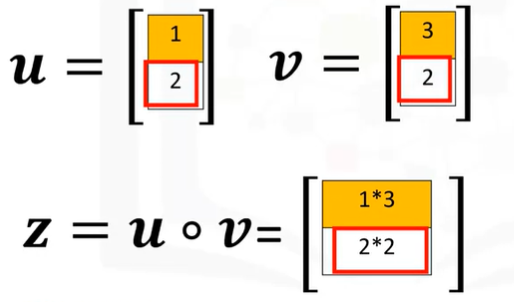 u = [1 v = [3
2] 2]
z = u ∘ v = [1*3
2*2]